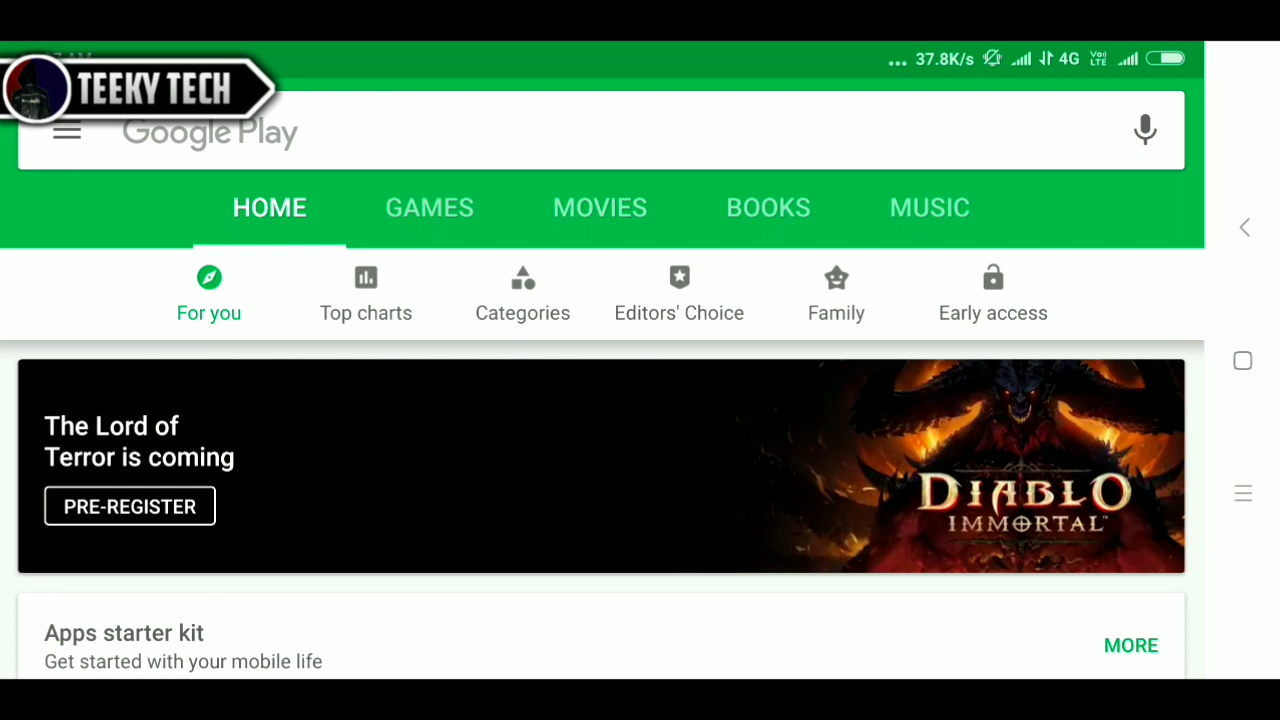 37.8K/s 4G VoLTE
TEEKY TECH
Google Play
HOME GAMES MOVIES BOOKS MUSIC
For you Top charts Categories Editors' Choice Family Early access
The Lord of
Terror is coming
PRE-REGISTER
DIABLO
IMMORTAL
Apps starter kit
MORE
Get started with your mobile life